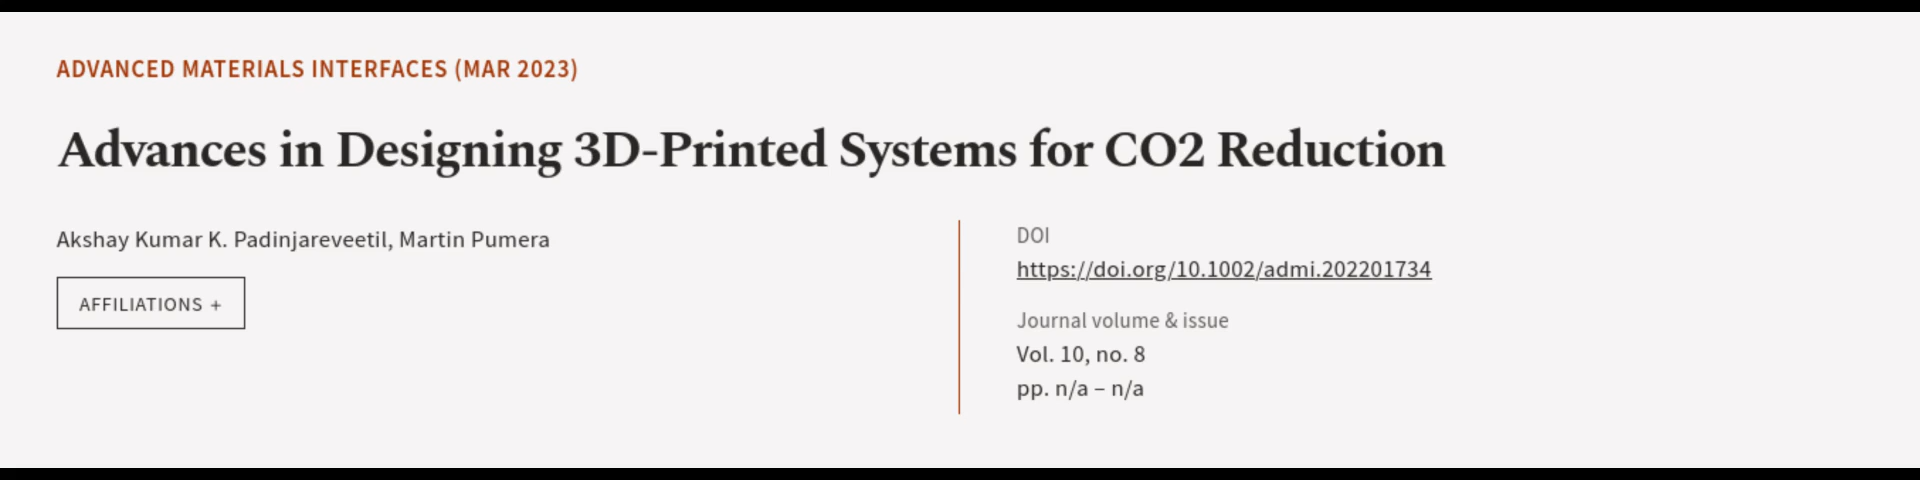 ADVANCED MATERIALS INTERFACES (MAR 2023)
Advances in Designing 3D-Printed Systems for CO2 Reduction
Akshay Kumar K. Padinjareveetil, Martin Pumera
AFFILIATIONS +
DOI
https://doi.org/10.1002/admi.202201734
Journal volume & issue
Vol. 10, no. 8
pp. n/a – n/a